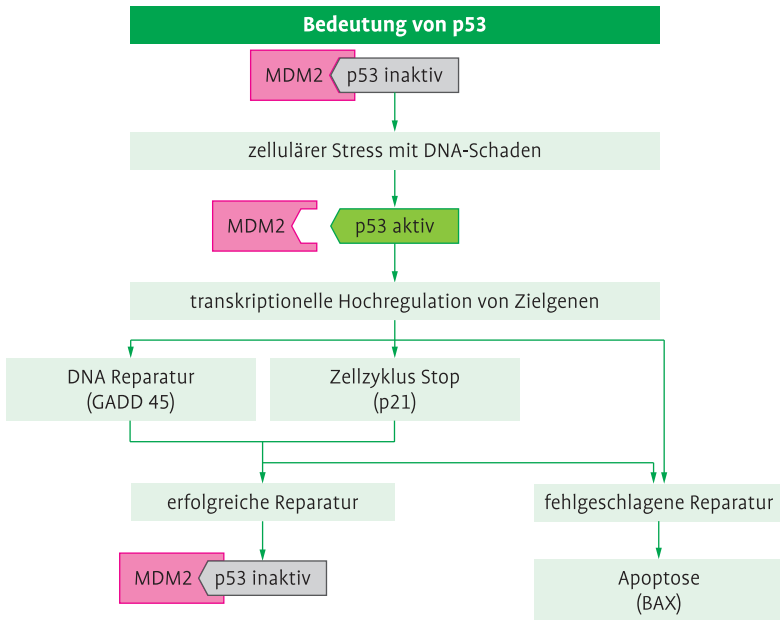 Bedeutung von p53
MDM2 p53 inaktiv
zellulärer Stress mit DNA-Schaden
MDM2 p53 aktiv
transkriptionelle Hochregulation von Zielgenen
DNA Reparatur
(GADD 45)
Zellzyklus Stop
(p21)
erfolgreiche Reparatur
fehlgeschlagene Reparatur
MDM2 p53 inaktiv
Apoptose
(BAX)